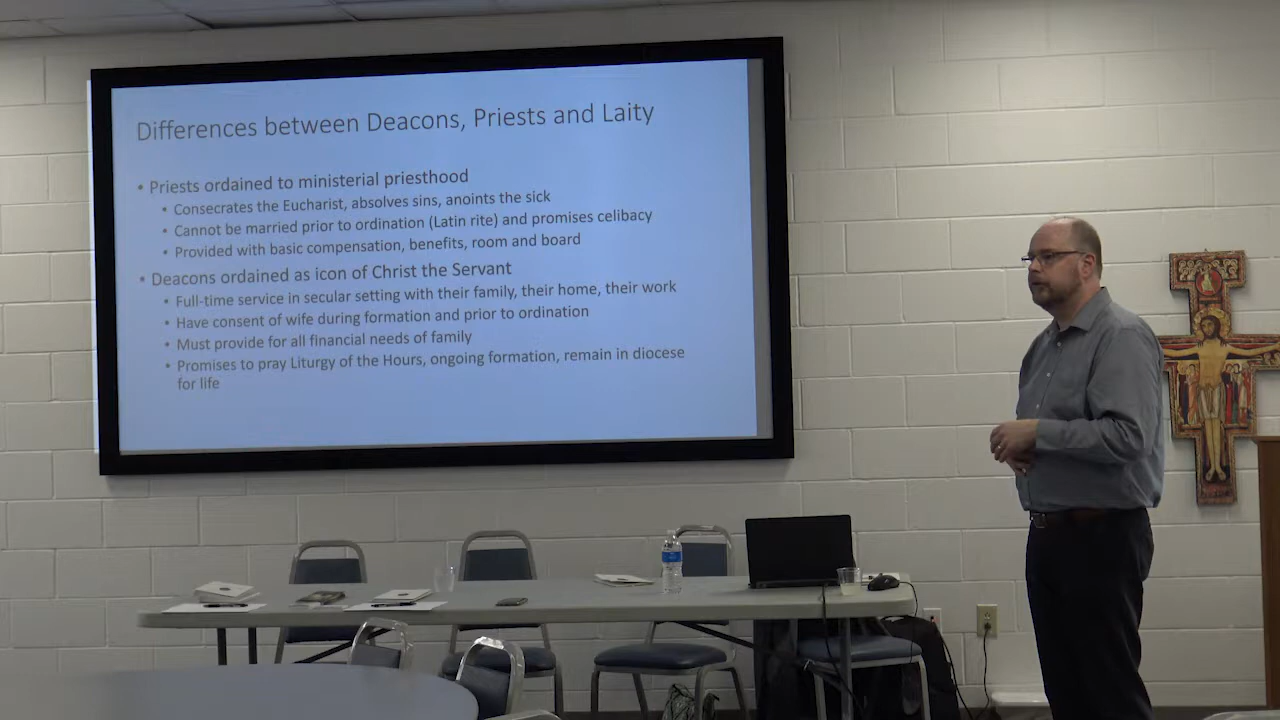 Differences between Deacons, Priests and Laity
• Priests ordained to ministerial priesthood
• Consecrates the Eucharist, absolves sins, anoints the sick
• Cannot be married prior to ordination (Latin rite) and promises celibacy
• Provided with basic compensation, benefits, room and board
• Deacons ordained as icon of Christ the Servant
• Full-time service in secular setting with their family, their home, their work
• Have consent of wife during formation and prior to ordination
• Must provide for all financial needs of family
• Promises to pray Liturgy of the Hours, ongoing formation, remain in diocese
for life